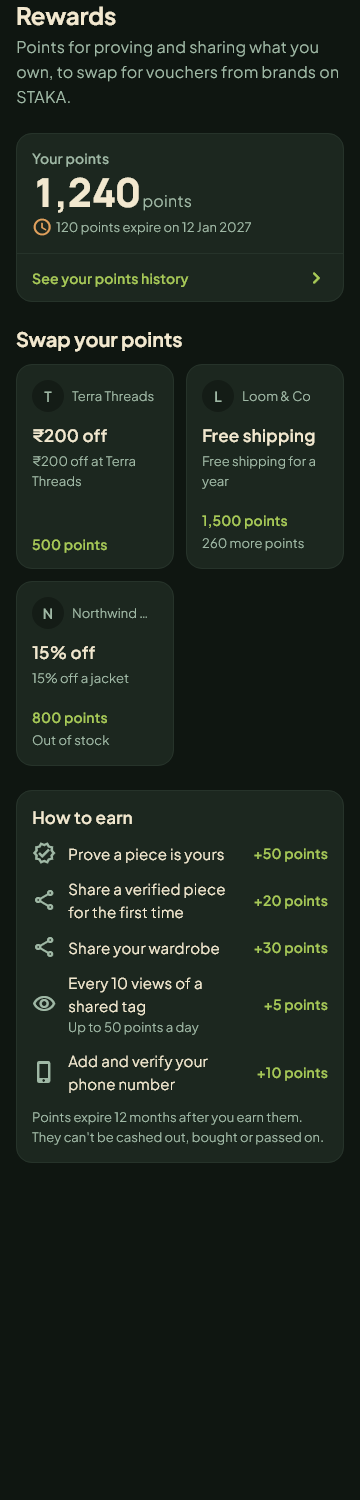 Rewards
Points for proving and sharing what you
own, to swap for vouchers from brands on
STAKA.
Your points
1,240 points
120 points expire on 12 Jan 2027
See your points history
Swap your points
T Terra Threads
₹200 off
₹200 off at Terra
Threads
500 points
L Loom & Co
Free shipping
Free shipping for a
year
1,500 points
260 more points
N Northwind ...
15% off
15% off a jacket
800 points
Out of stock
How to earn
Prove a piece is yours +50 points
Share a verified piece
for the first time +20 points
Share your wardrobe +30 points
Every 10 views of a
shared tag +5 points
Up to 50 points a day
Add and verify your
phone number +10 points
Points expire 12 months after you earn them.
They can't be cashed out, bought or passed on.